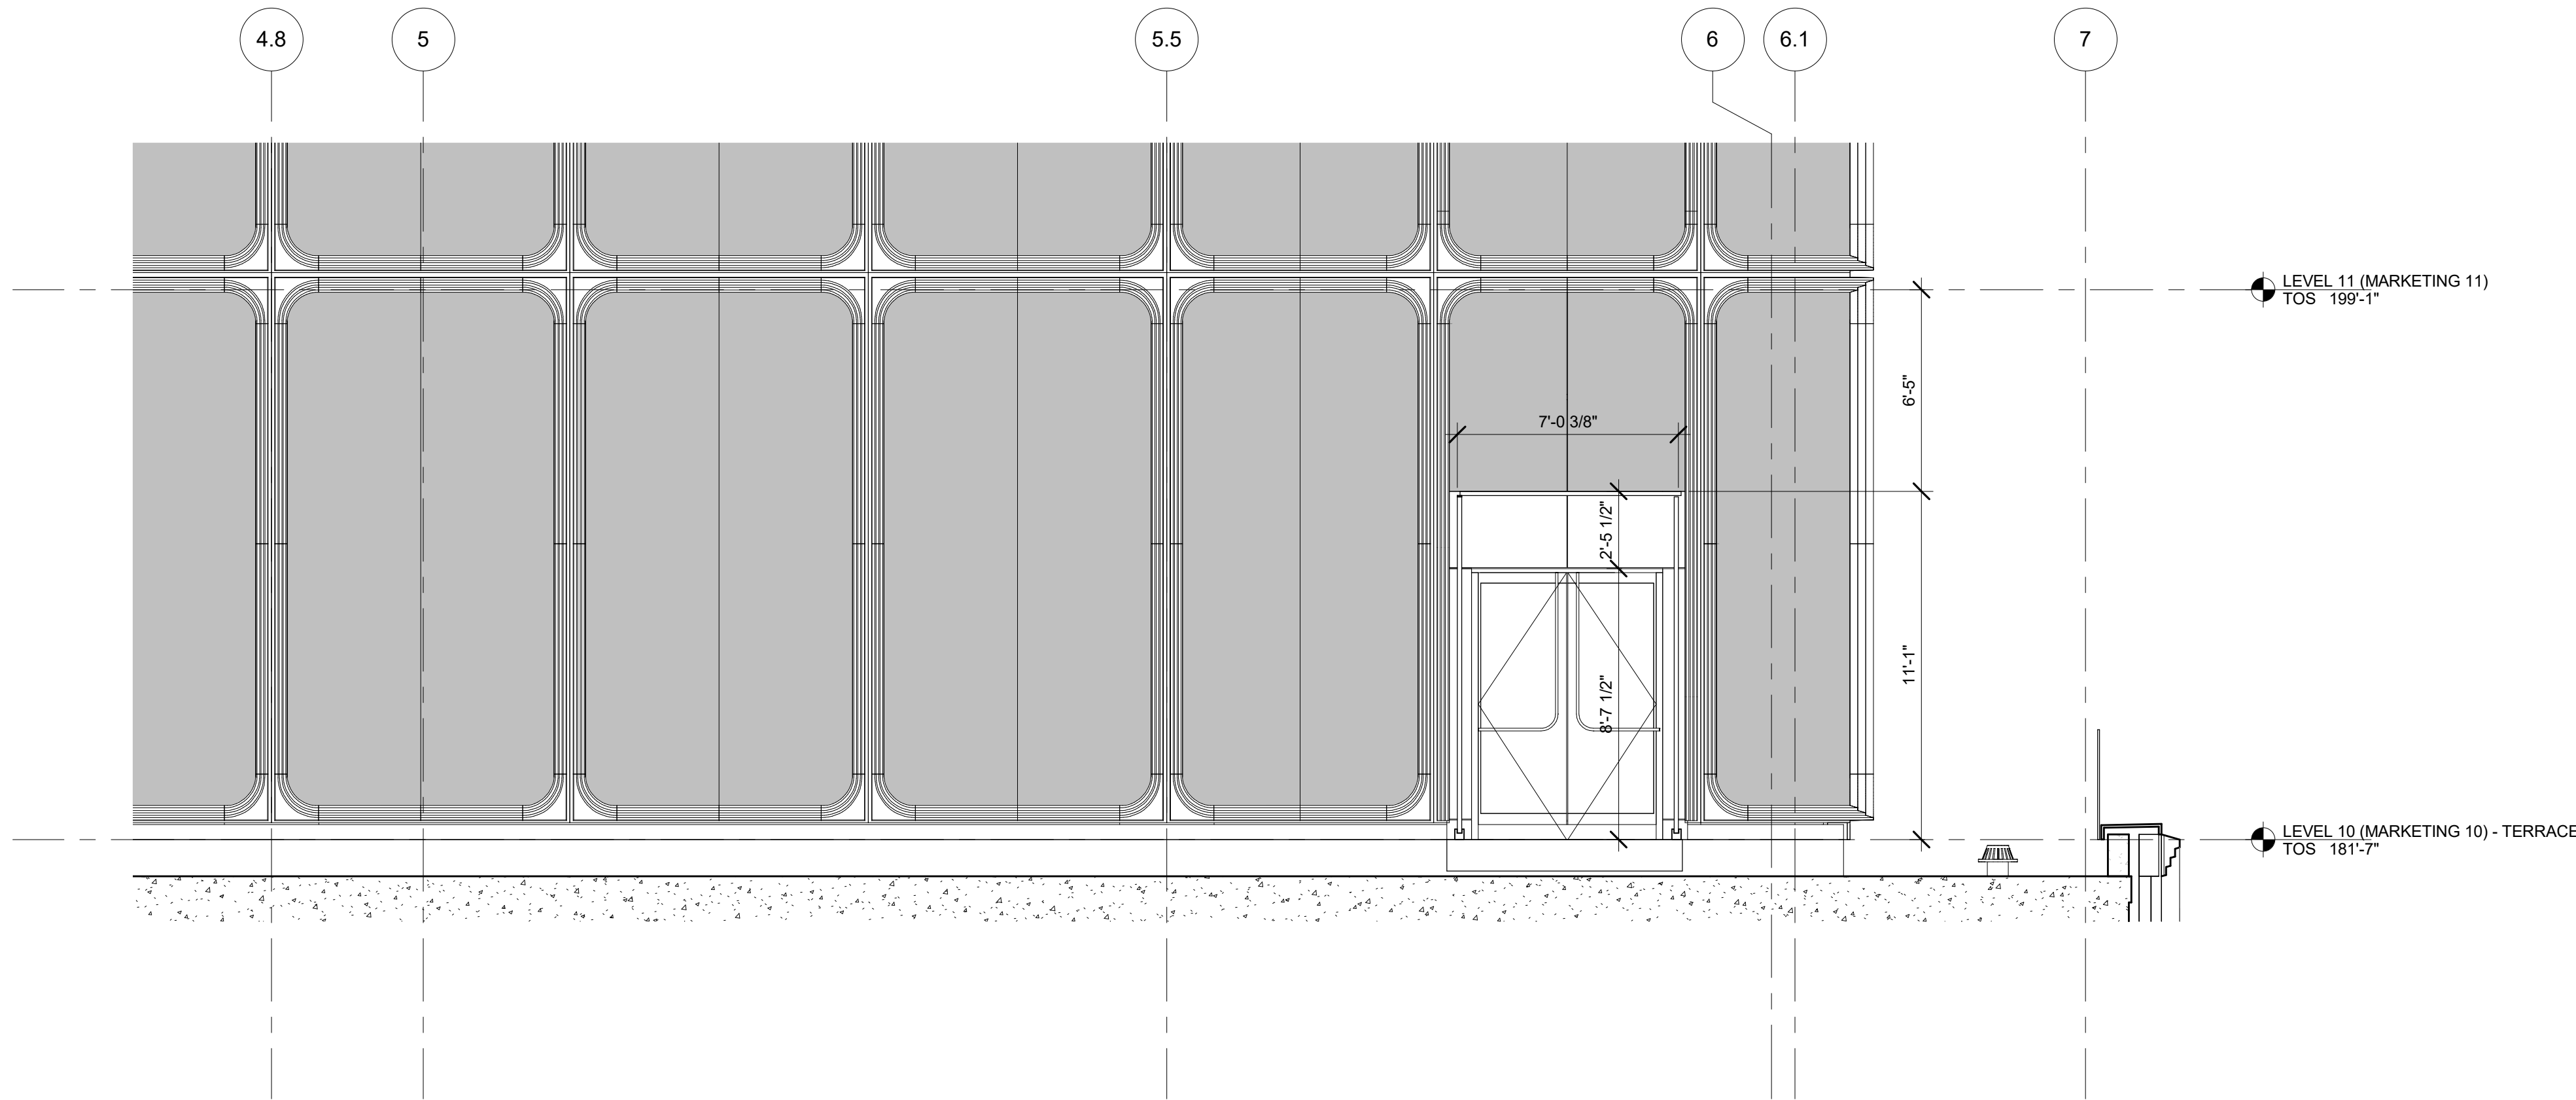 4.8
5
5.5
6
6.1
7
LEVEL 11 (MARKETING 11)
TOS 199'-1"
6'-5"
7'-0 3/8"
2'-5 1/2"
11'-1"
8'-7 1/2"
LEVEL 10 (MARKETING 10) - TERRACE
TOS 181'-7"